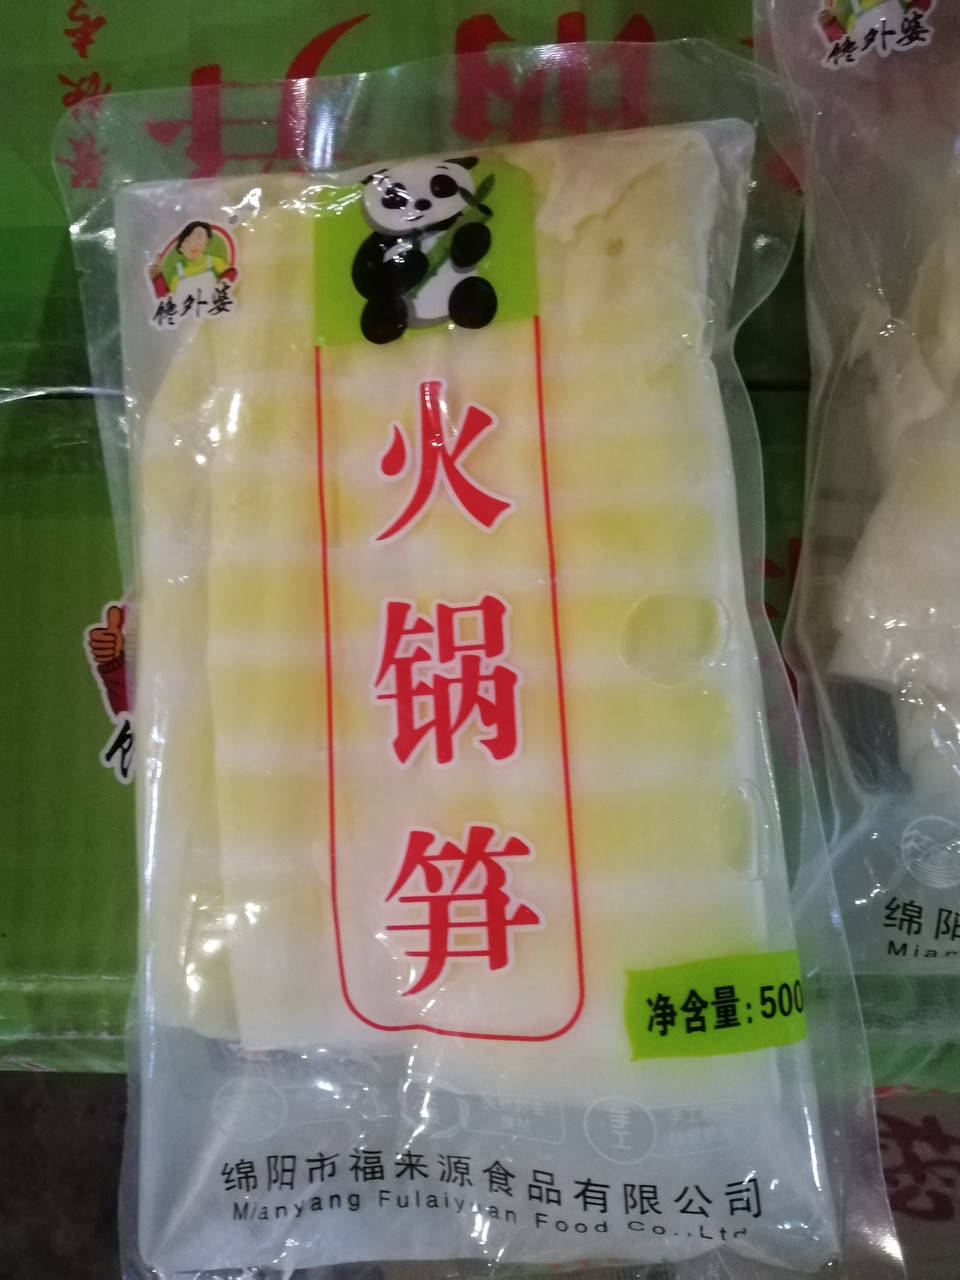 馋外婆
馋外婆
火
锅
笋
净含量:500
绵阳
Mian
绵阳市福来源食品有限公司
Mianyang Fulaiyuan Food Co.,Ltd